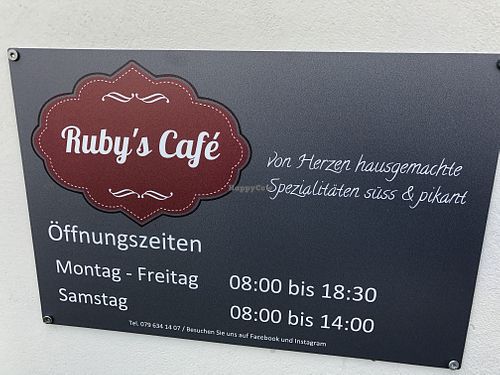 Ruby's Café
von Herzen hausgemachte
Spezialitäten süss & pikant
Öffnungszeiten
Montag - Freitag 08:00 bis 18:30
Samstag 08:00 bis 14:00
Tel. 079 634 14 07 / Besuchen Sie uns auf Facebook und Instagram